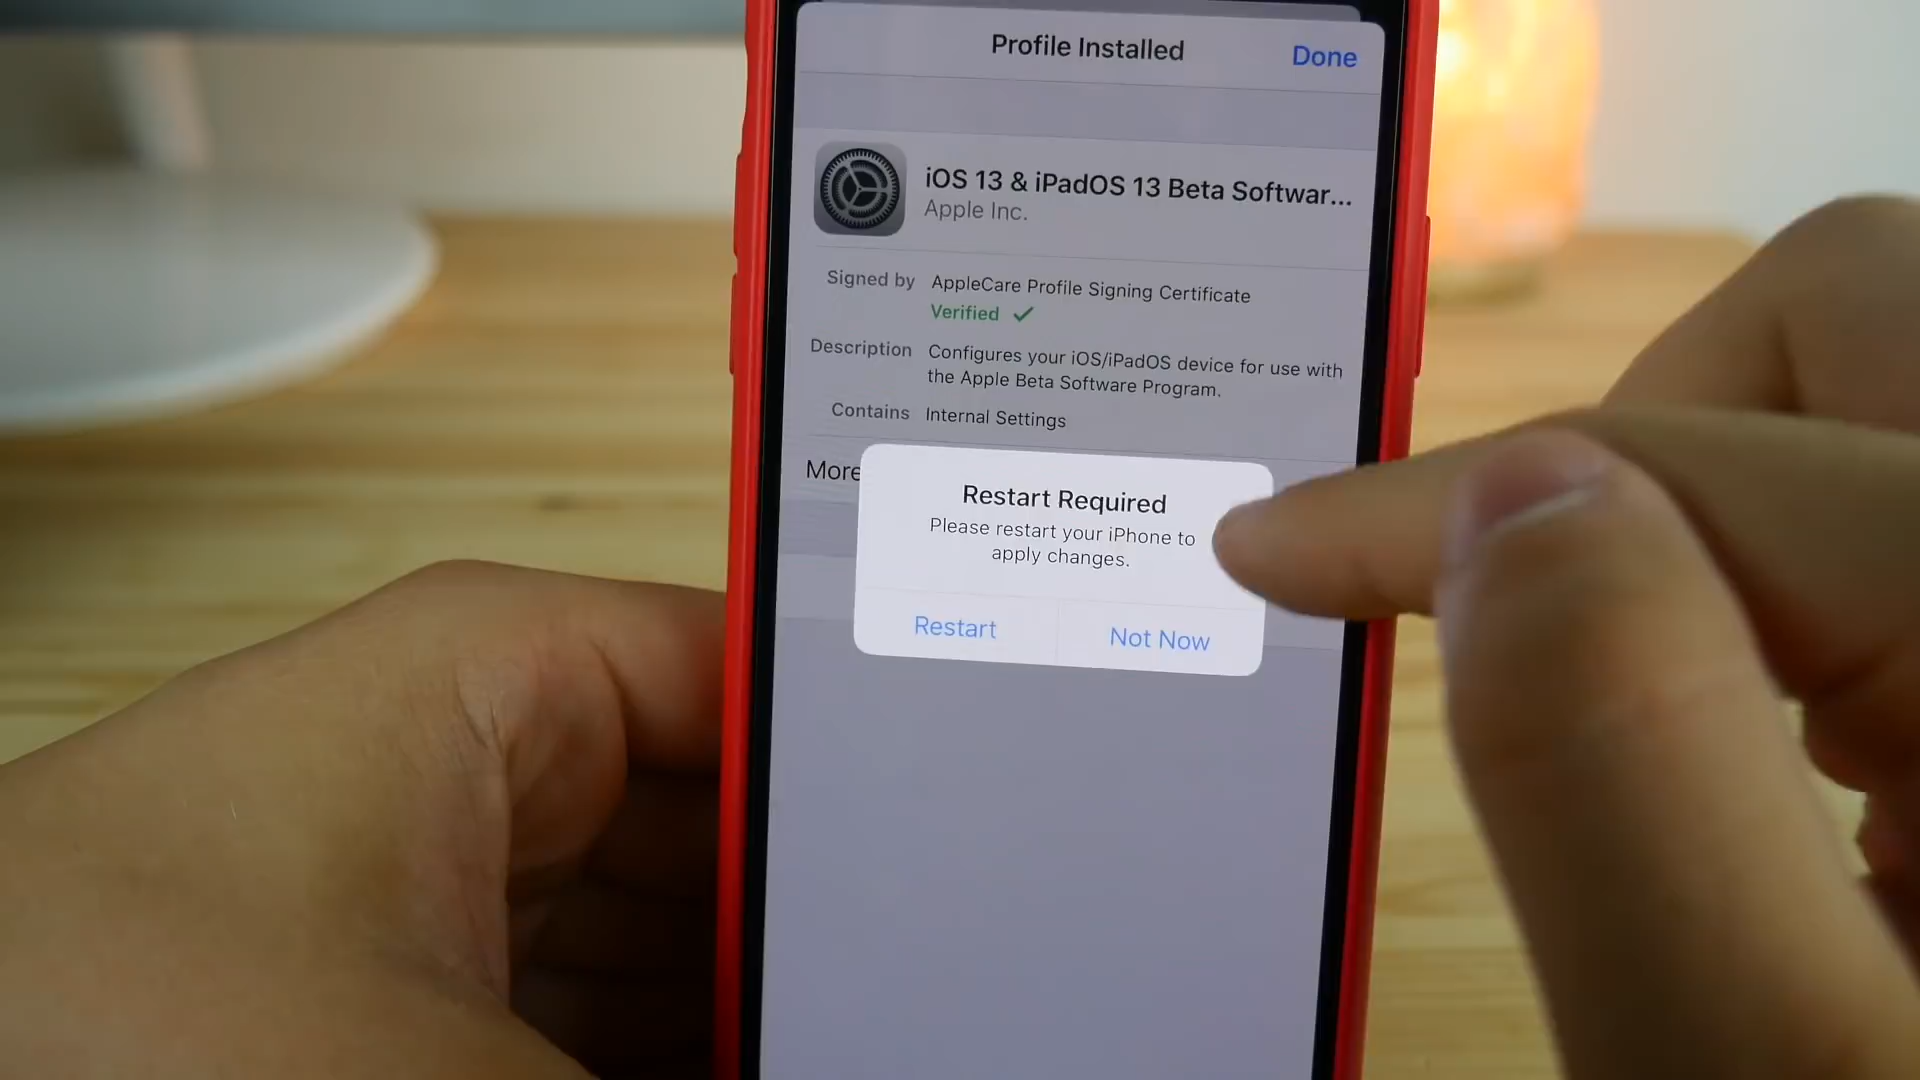 Profile Installed
Done
iOS 13 & iPadOS 13 Beta Softwar...
Apple Inc.
Signed by
AppleCare Profile Signing Certificate
Verified ✓
Description
Configures your iOS/iPadOS device for use with
the Apple Beta Software Program.
Contains
Internal Settings
More
Restart Required
Please restart your iPhone to
apply changes.
Restart
Not Now